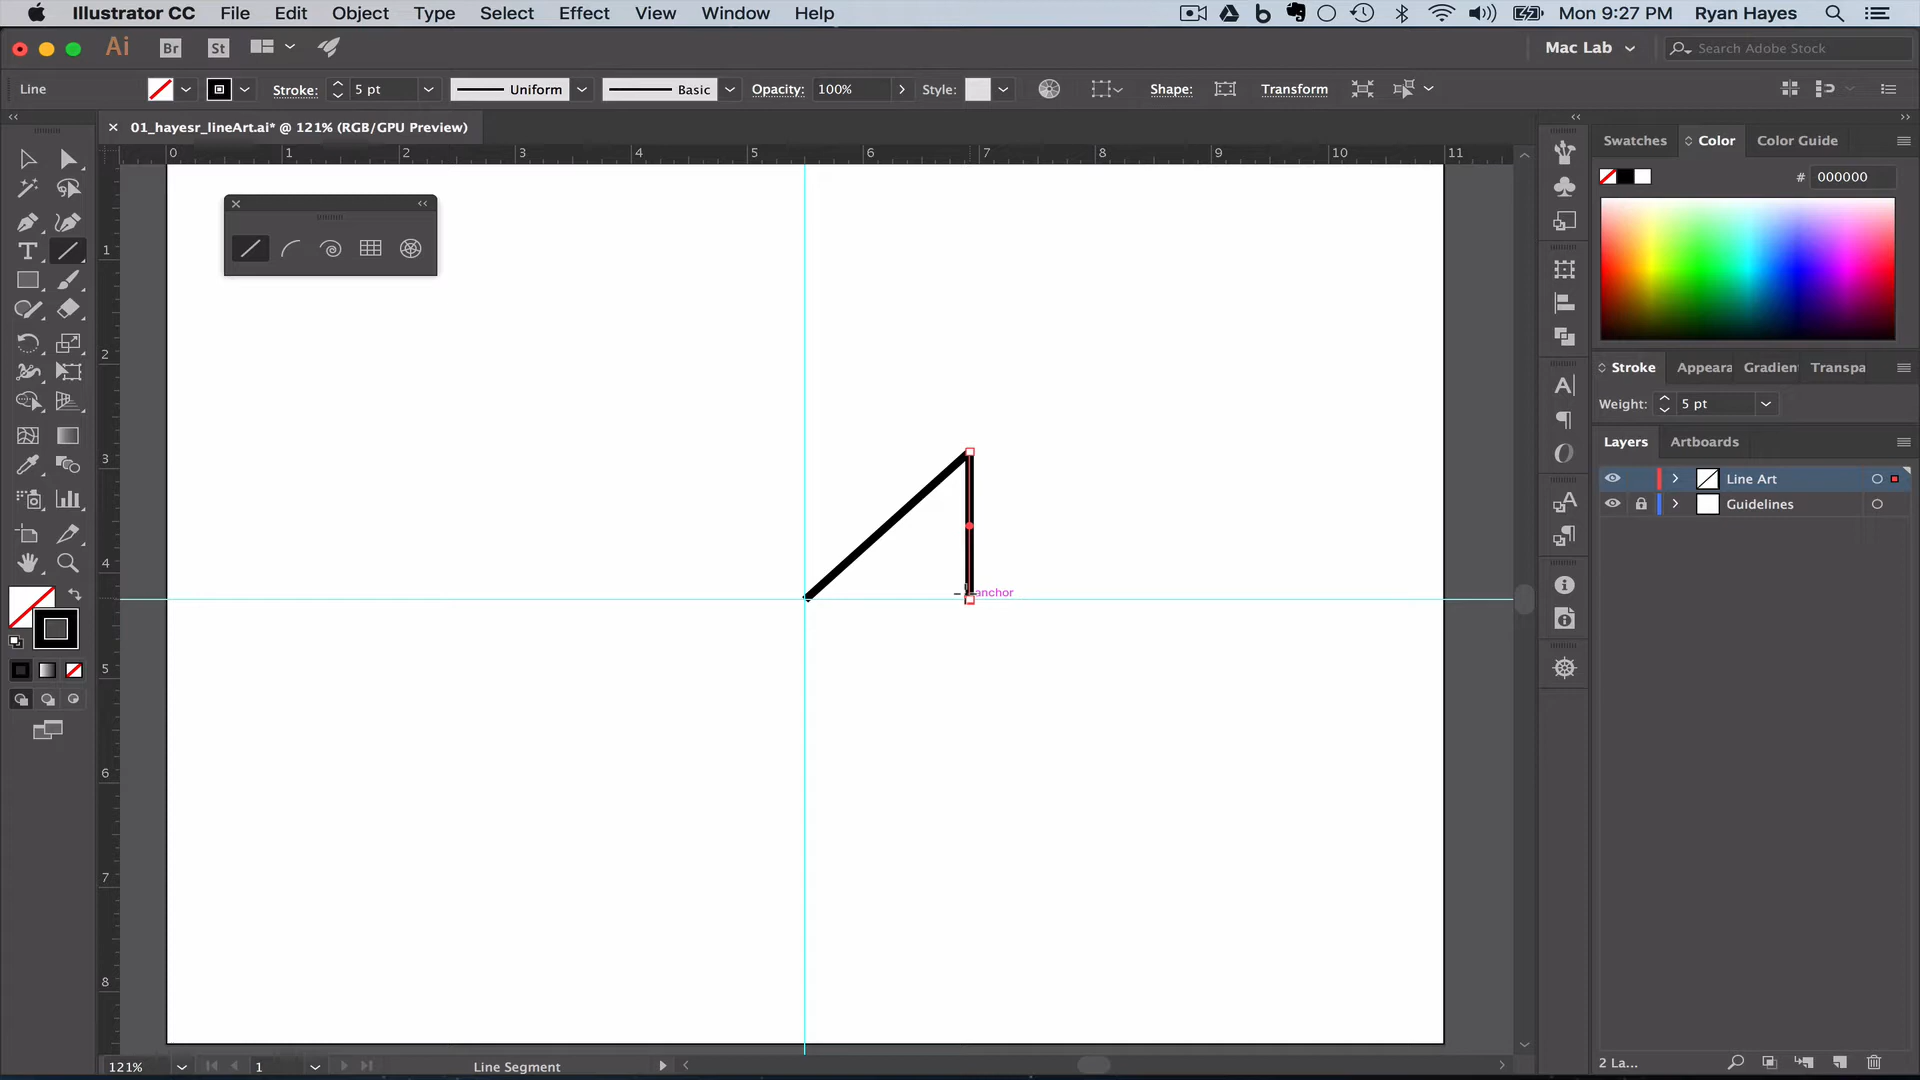 Illustrator CC File Edit Object Type Select Effect View Window Help Mon 9:27 PM Ryan Hayes
Ai Br St Mac Lab Search Adobe Stock
Line Stroke: 5 pt Uniform Basic Opacity: 100% Style: Shape: Transform
01_hayesr_lineArt.ai* @ 121% (RGB/GPU Preview)
Swatches Color Color Guide
0 1 2 3 4 5 6 7 8 9 10 11
# 000000
1
2
3
4
5
6
7
8
anchor
Stroke Appeara Gradien Transpa
Weight: 5 pt
Layers Artboards
Line Art
Guidelines
121% 1 Line Segment 2 La...